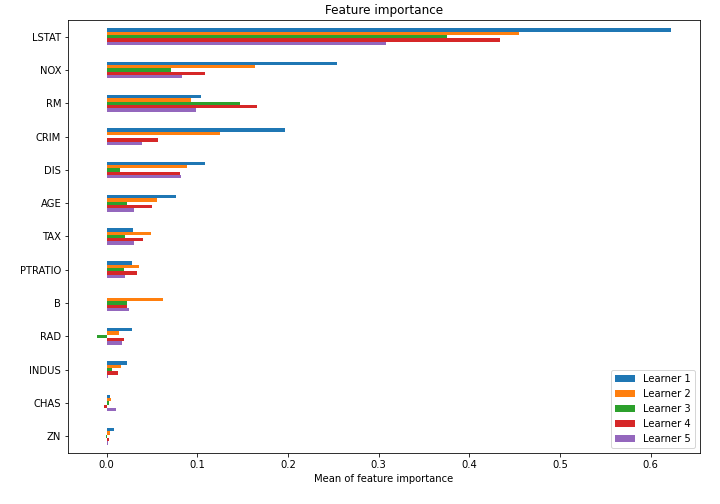 Feature importance
LSTAT
NOX
RM
CRIM
DIS
AGE
TAX
PTRATIO
B
RAD
INDUS
CHAS
ZN
Learner 1
Learner 2
Learner 3
Learner 4
Learner 5
0.0 0.1 0.2 0.3 0.4 0.5 0.6
Mean of feature importance